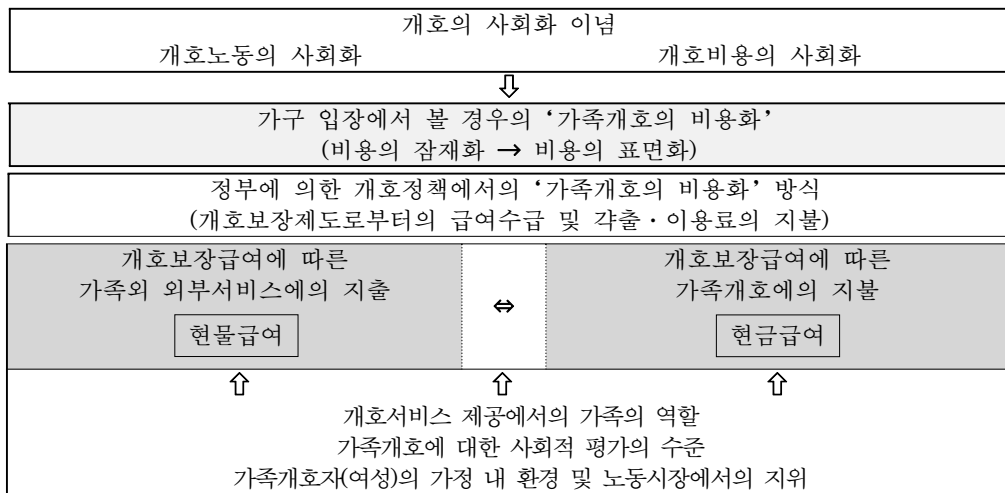 개호의 사회화 이념
개호노동의 사회화 개호비용의 사회화
⇩
가구 입장에서 볼 경우의 ‘가족개호의 비용화’
(비용의 잠재화 → 비용의 표면화)
정부에 의한 개호정책에서의 ‘가족개호의 비용화’ 방식
(개호보장제도로부터의 급여수급 및 갹출・이용료의 지불)
개호보장급여에 따른
가족외 외부서비스에의 지출
현물급여
⇔
개호보장급여에 따른
가족개호에의 지불
현금급여
⇧ ⇧ ⇧
개호서비스 제공에서의 가족의 역할
가족개호에 대한 사회적 평가의 수준
가족개호자(여성)의 가정 내 환경 및 노동시장에서의 지위